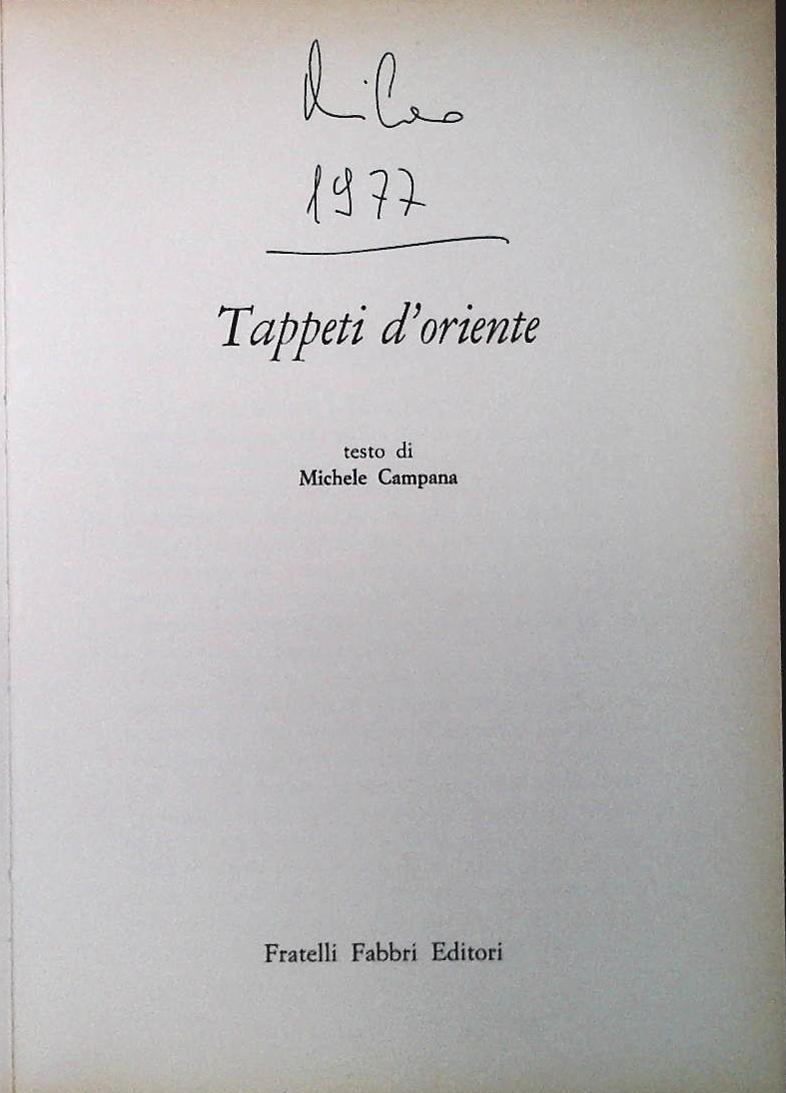 1977
Tappeti d'oriente
testo di
Michele Campana
Fratelli Fabbri Editori